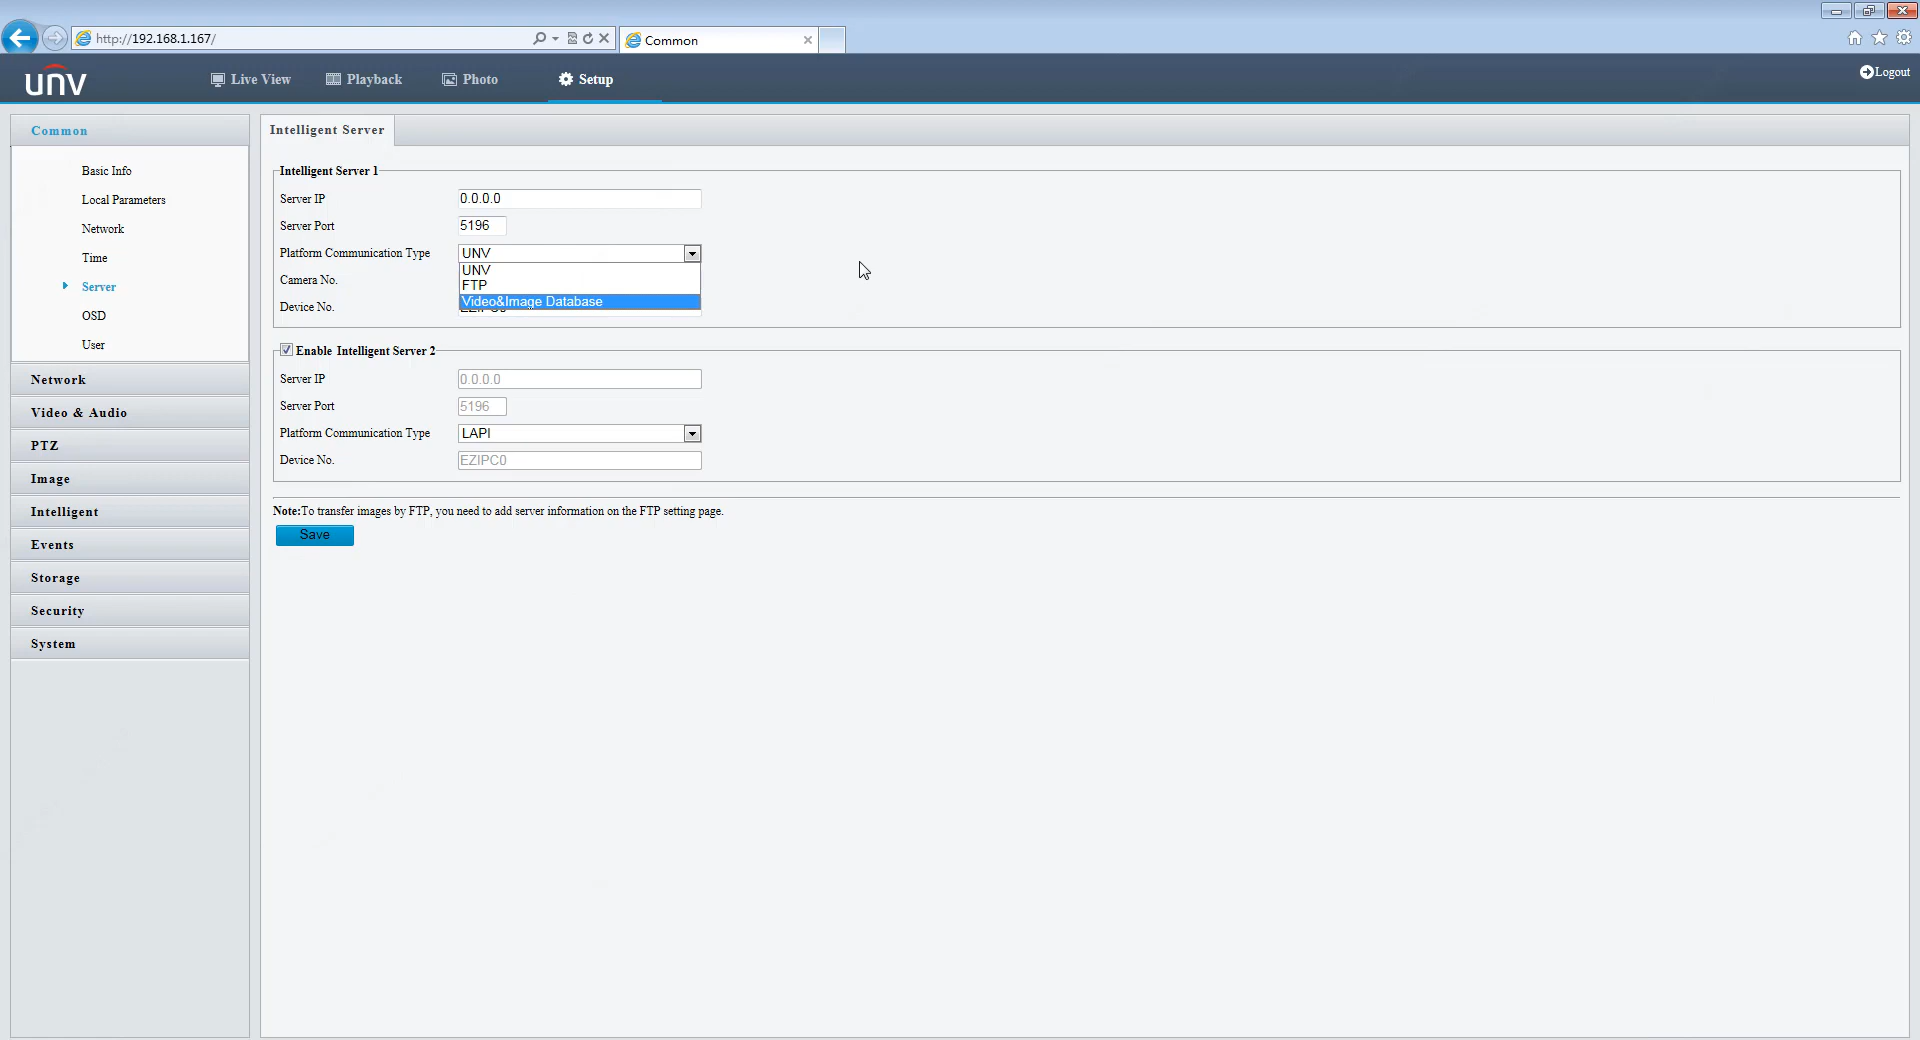 http://192.168.1.167/
Common
unv
Live View
Playback
Photo
Setup
Logout
Common
Basic Info
Local Parameters
Network
Time
Server
OSD
User
Network
Video & Audio
PTZ
Image
Intelligent
Events
Storage
Security
System
Intelligent Server
Intelligent Server 1
Server IP 0.0.0.0
Server Port 5196
Platform Communication Type UNV
UNV
FTP
Video&Image Database
Camera No.
Device No.
Enable Intelligent Server 2
Server IP 0.0.0.0
Server Port 5196
Platform Communication Type LAPI
Device No. EZIPC0
Note:To transfer images by FTP, you need to add server information on the FTP setting page.
Save